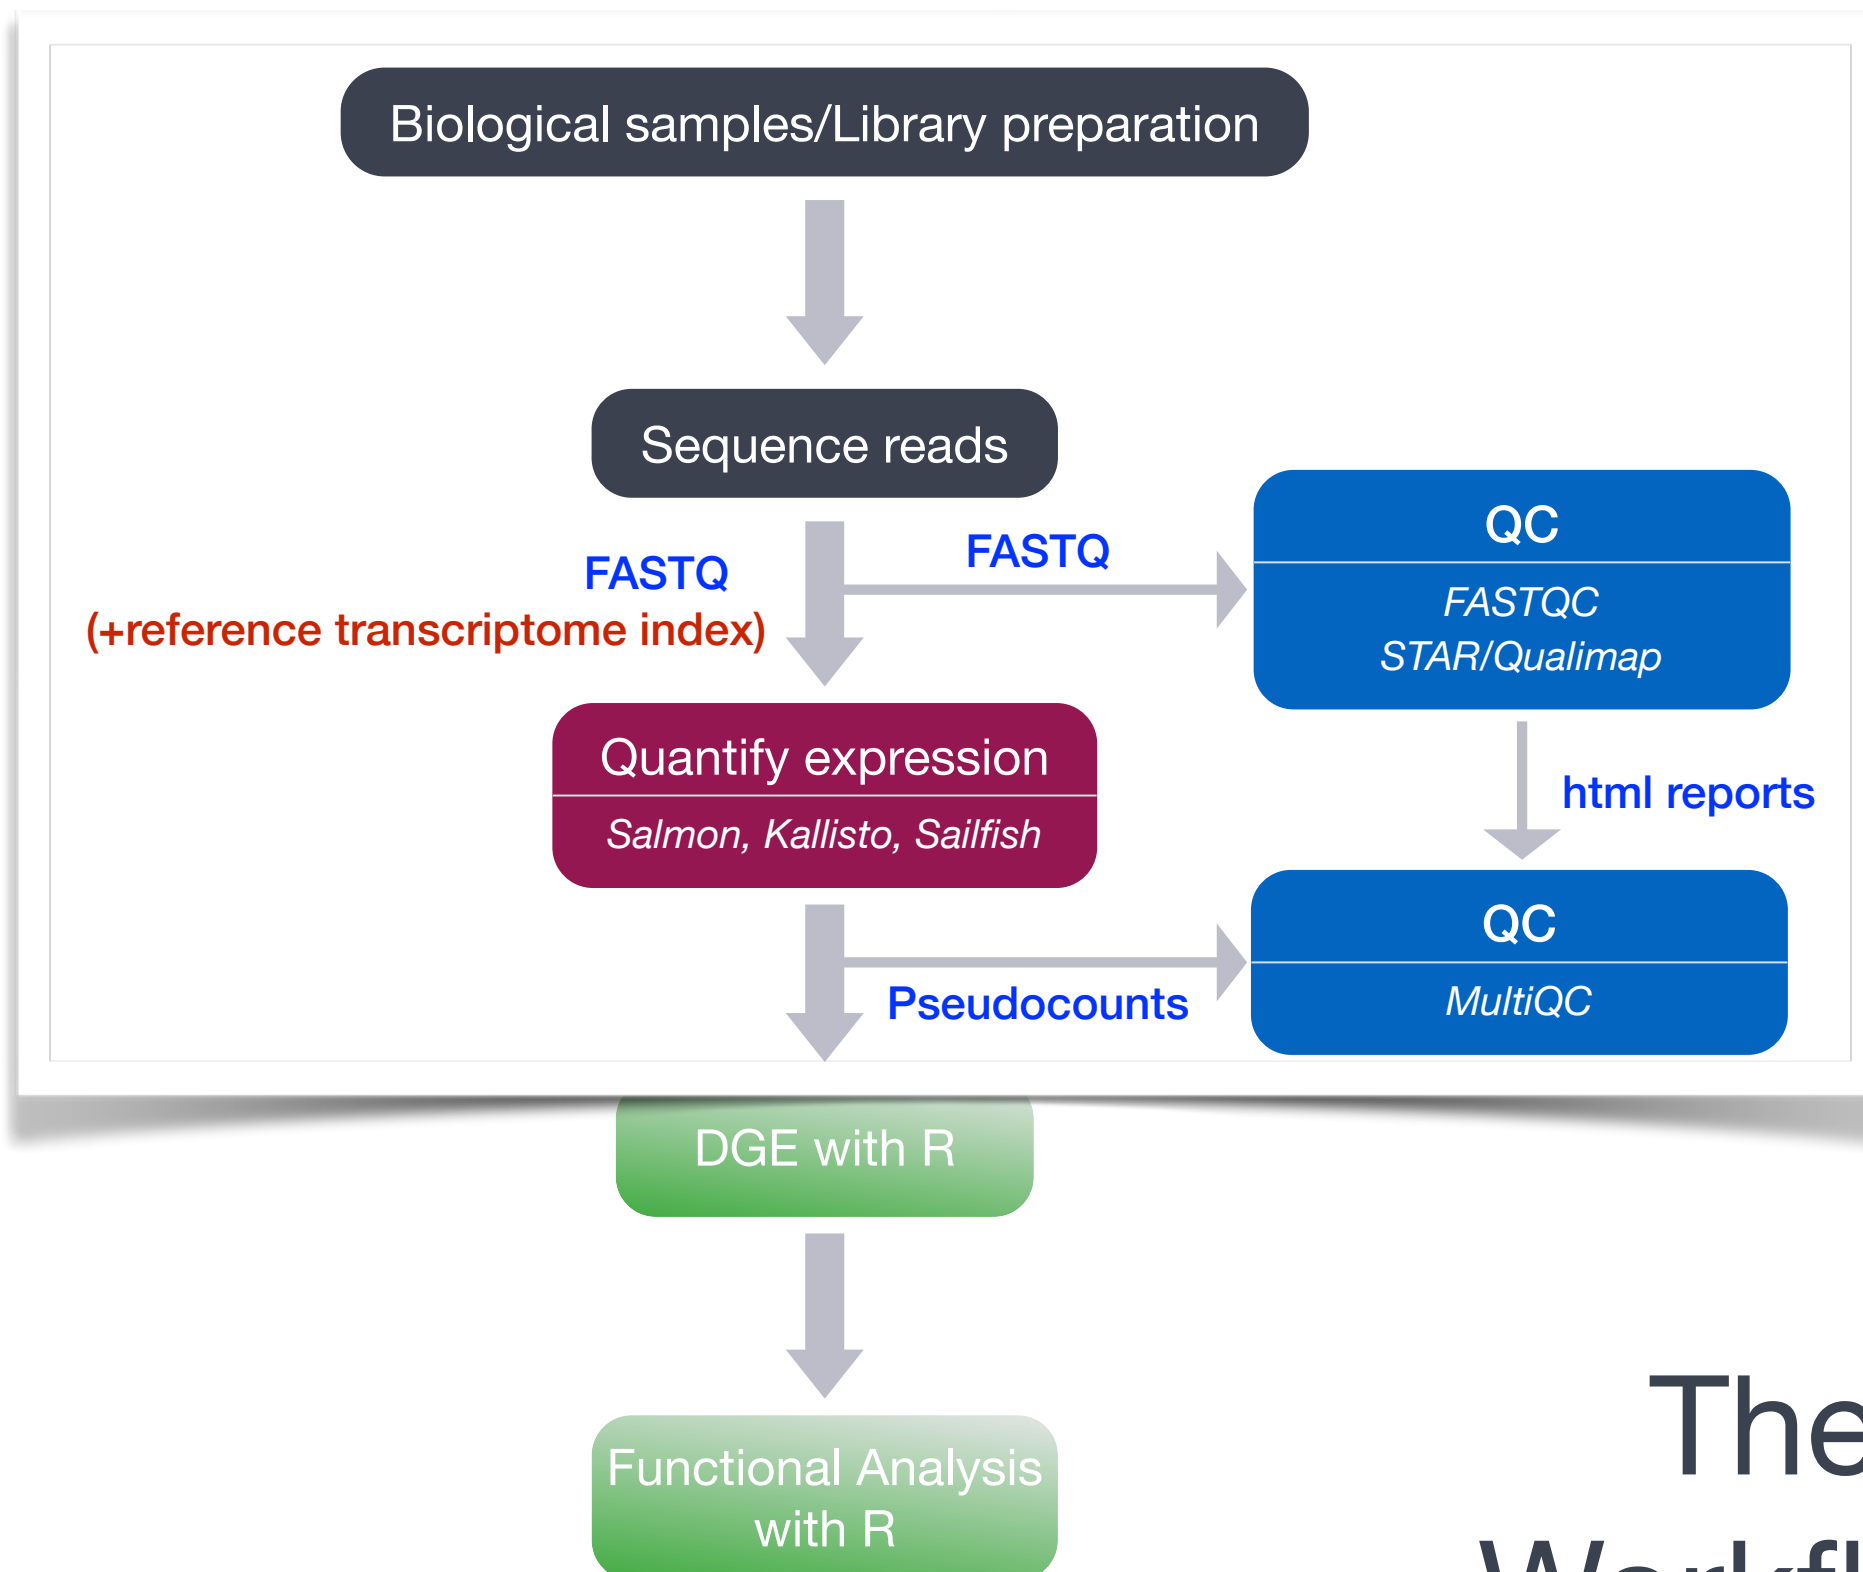 Biological samples/Library preparation
Sequence reads
FASTQ
FASTQ
(+reference transcriptome index)
QC
FASTQC
STAR/Qualimap
Quantify expression
Salmon, Kallisto, Sailfish
html reports
Pseudocounts
QC
MultiQC
DGE with R
Functional Analysis
with R
The